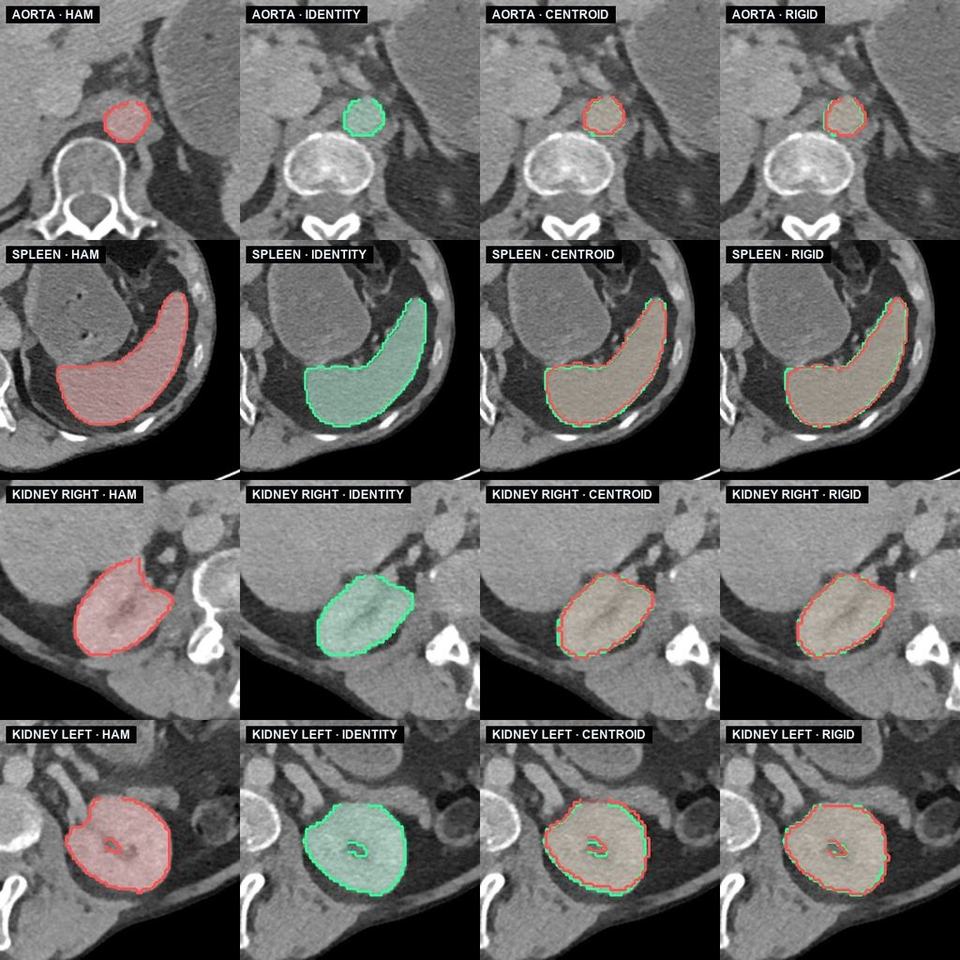 AORTA · HAM
AORTA · IDENTITY
AORTA · CENTROID
AORTA · RIGID
SPLEEN · HAM
SPLEEN · IDENTITY
SPLEEN · CENTROID
SPLEEN · RIGID
KIDNEY RIGHT · HAM
KIDNEY RIGHT · IDENTITY
KIDNEY RIGHT · CENTROID
KIDNEY RIGHT · RIGID
KIDNEY LEFT · HAM
KIDNEY LEFT · IDENTITY
KIDNEY LEFT · CENTROID
KIDNEY LEFT · RIGID